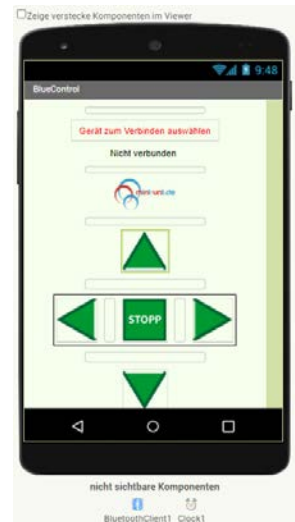 Zeige verstecke Komponenten im Viewer
9:48
BlueControl
Gerät zum Verbinden auswählen
Nicht verbunden
mini-uni.de
STOPP
nicht sichtbare Komponenten
BluetoothClient1 Clock1